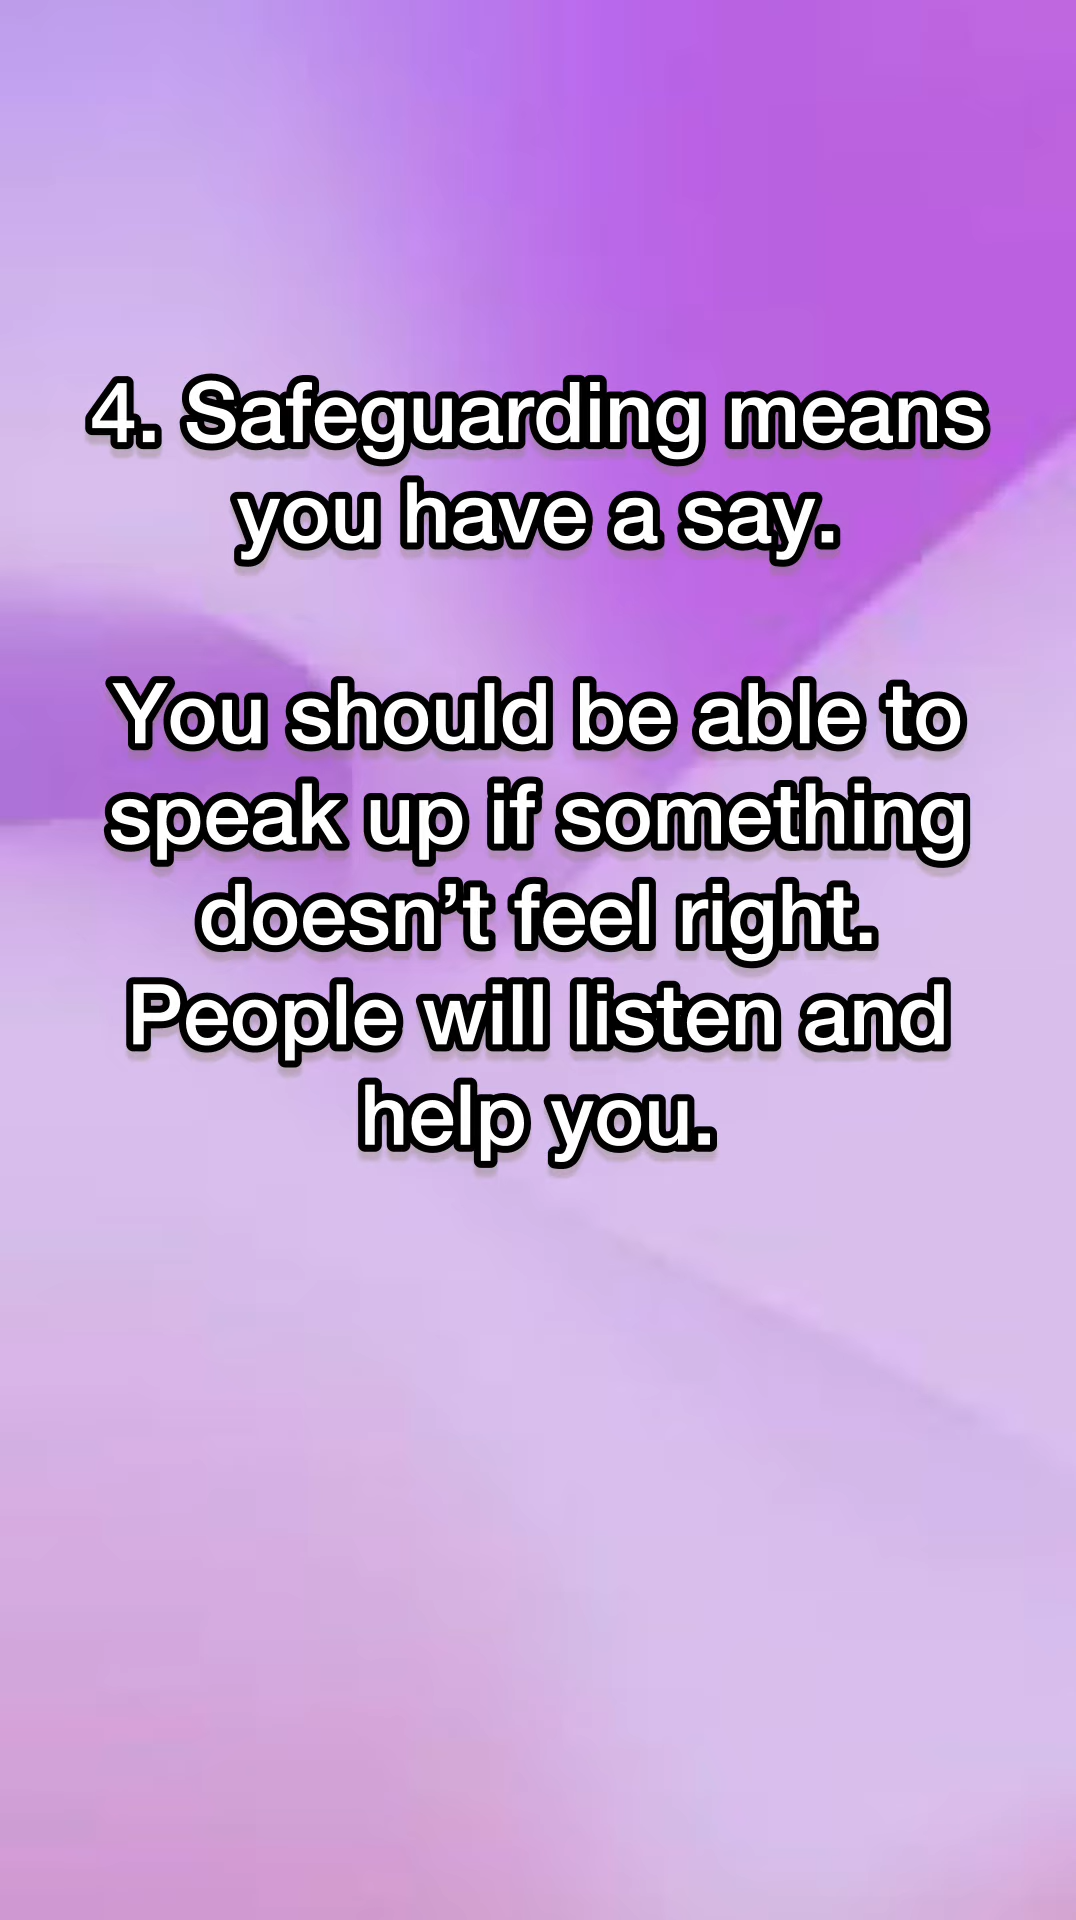 4. Safeguarding means
you have a say.
You should be able to
speak up if something
doesn’t feel right.
People will listen and
help you.